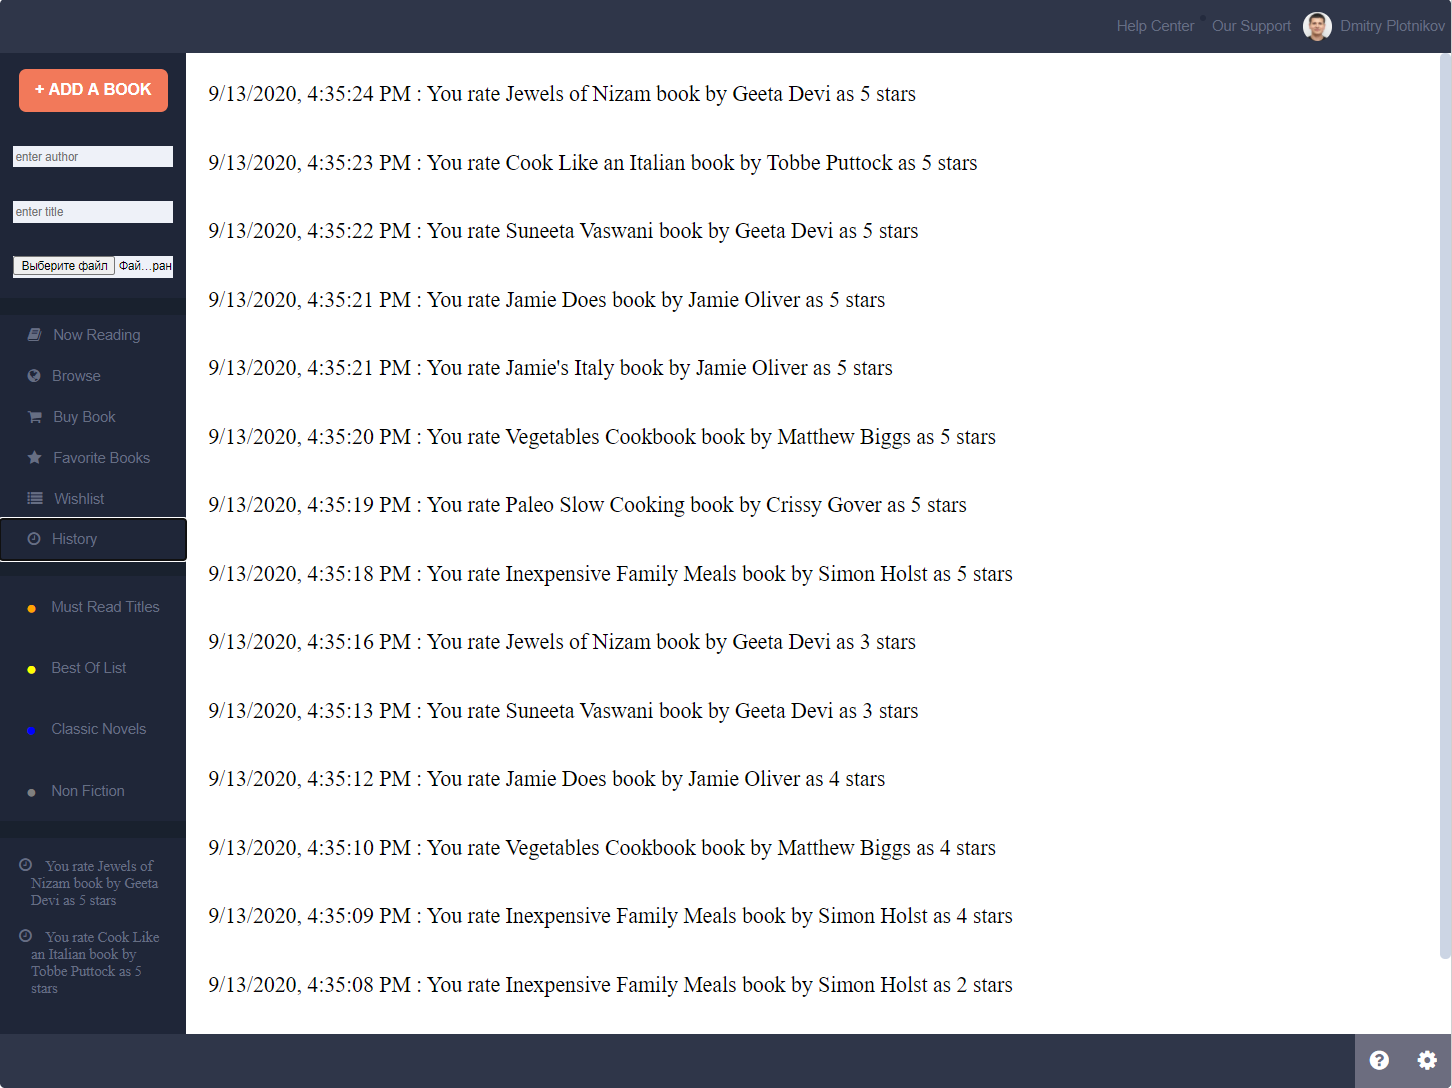 Help Center
Our Support
Dmitry Plotnikov
+ ADD A BOOK
enter author
enter title
Выберите файл Фай...ран
Now Reading
Browse
Buy Book
Favorite Books
Wishlist
History
Must Read Titles
Best Of List
Classic Novels
Non Fiction
You rate Jewels of
Nizam book by Geeta
Devi as 5 stars
You rate Cook Like
an Italian book by
Tobbe Puttock as 5
stars
9/13/2020, 4:35:24 PM : You rate Jewels of Nizam book by Geeta Devi as 5 stars
9/13/2020, 4:35:23 PM : You rate Cook Like an Italian book by Tobbe Puttock as 5 stars
9/13/2020, 4:35:22 PM : You rate Suneeta Vaswani book by Geeta Devi as 5 stars
9/13/2020, 4:35:21 PM : You rate Jamie Does book by Jamie Oliver as 5 stars
9/13/2020, 4:35:21 PM : You rate Jamie's Italy book by Jamie Oliver as 5 stars
9/13/2020, 4:35:20 PM : You rate Vegetables Cookbook book by Matthew Biggs as 5 stars
9/13/2020, 4:35:19 PM : You rate Paleo Slow Cooking book by Crissy Gover as 5 stars
9/13/2020, 4:35:18 PM : You rate Inexpensive Family Meals book by Simon Holst as 5 stars
9/13/2020, 4:35:16 PM : You rate Jewels of Nizam book by Geeta Devi as 3 stars
9/13/2020, 4:35:13 PM : You rate Suneeta Vaswani book by Geeta Devi as 3 stars
9/13/2020, 4:35:12 PM : You rate Jamie Does book by Jamie Oliver as 4 stars
9/13/2020, 4:35:10 PM : You rate Vegetables Cookbook book by Matthew Biggs as 4 stars
9/13/2020, 4:35:09 PM : You rate Inexpensive Family Meals book by Simon Holst as 4 stars
9/13/2020, 4:35:08 PM : You rate Inexpensive Family Meals book by Simon Holst as 2 stars